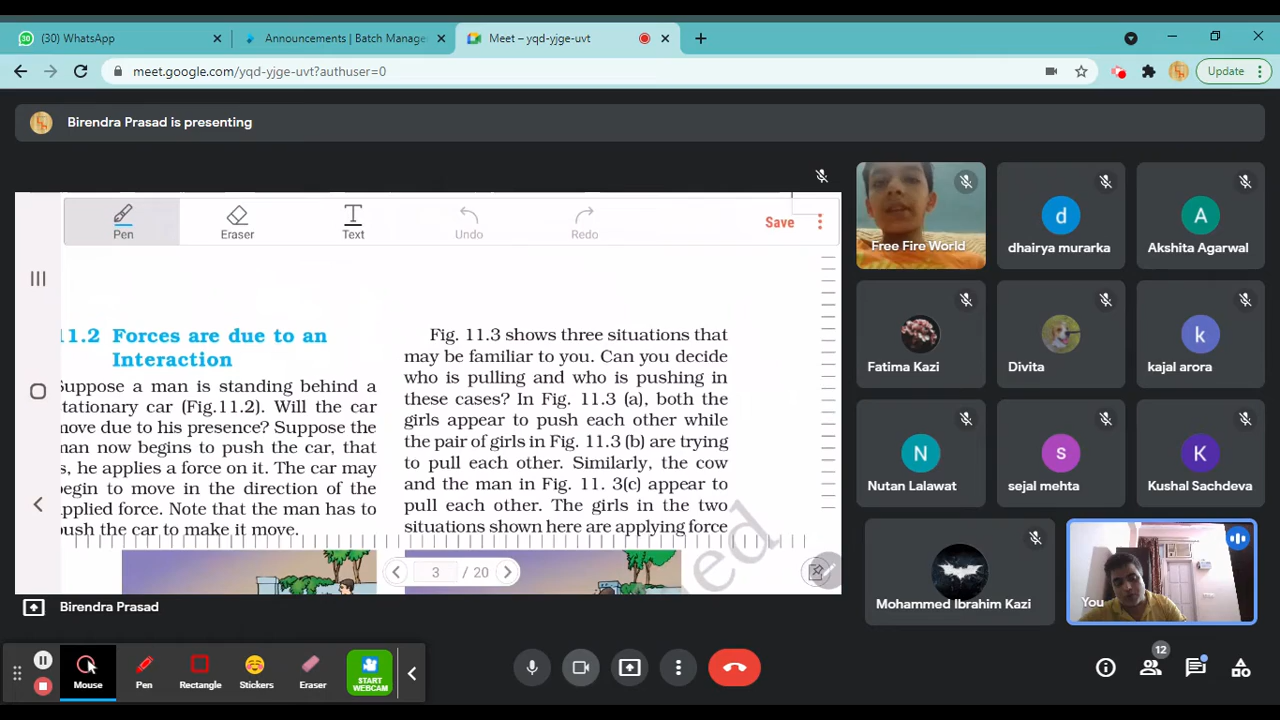 (30) WhatsApp
Announcements | Batch Manage
Meet – yqd-yjge-uvt
meet.google.com/yqd-yjge-uvt?authuser=0
Update
Birendra Prasad is presenting
Pen
Eraser
Text
Undo
Redo
Save
11.2 Forces are due to an
Interaction
Suppose a man is standing behind a
stationary car (Fig.11.2). Will the car
move due to his presence? Suppose the
man now begins to push the car, that
s, he applies a force on it. The car may
begin to move in the direction of the
applied force. Note that the man has to
push the car to make it move.
Fig. 11.3 shows three situations that
may be familiar to you. Can you decide
who is pulling and who is pushing in
these cases? In Fig. 11.3 (a), both the
girls appear to push each other while
the pair of girls in Fig. 11.3 (b) are trying
to pull each other. Similarly, the cow
and the man in Fig. 11. 3(c) appear to
pull each other. The girls in the two
situations shown here are applying force
ed
3 / 20
Birendra Prasad
Free Fire World
d
dhairya murarka
A
Akshita Agarwal
Fatima Kazi
Divita
k
kajal arora
N
Nutan Lalawat
s
sejal mehta
K
Kushal Sachdeva
Mohammed Ibrahim Kazi
You
Mouse
Pen
Rectangle
Stickers
Eraser
START
WEBCAM
12